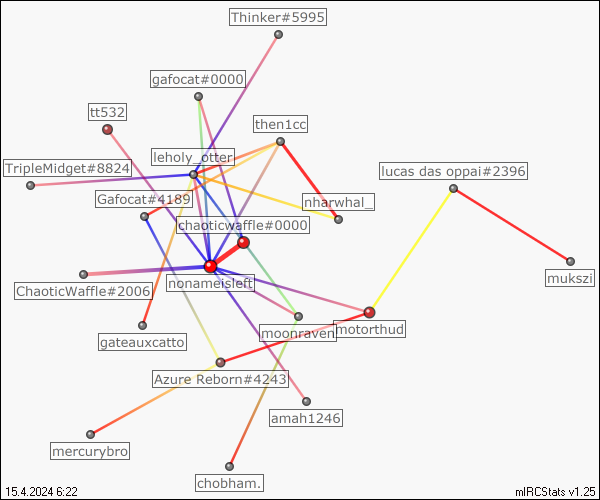 Thinker#5995
gafocat#0000
tt532
then1cc
leholy_otter
TripleMidget#8824
lucas das oppai#2396
Gafocat#4189
nharwhal_
chaoticwaffle#0000
mukszi
nonameisleft
ChaoticWaffle#2006
moonraven
motorthud
gateauxcatto
Azure Reborn#4243
amah1246
mercurybro
chobham.
15.4.2024 6:22
mIRCStats v1.25